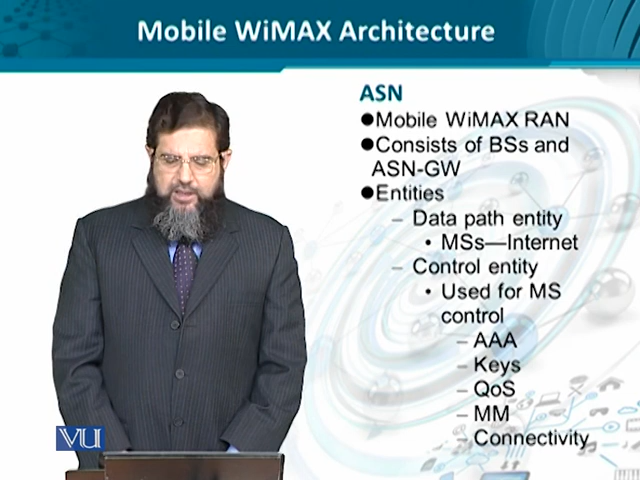 Mobile WiMAX Architecture
ASN
●Mobile WiMAX RAN
●Consists of BSs and
ASN-GW
●Entities
– Data path entity
• MSs—Internet
– Control entity
• Used for MS
control
– AAA
– Keys
– QoS
– MM
– Connectivity
VU